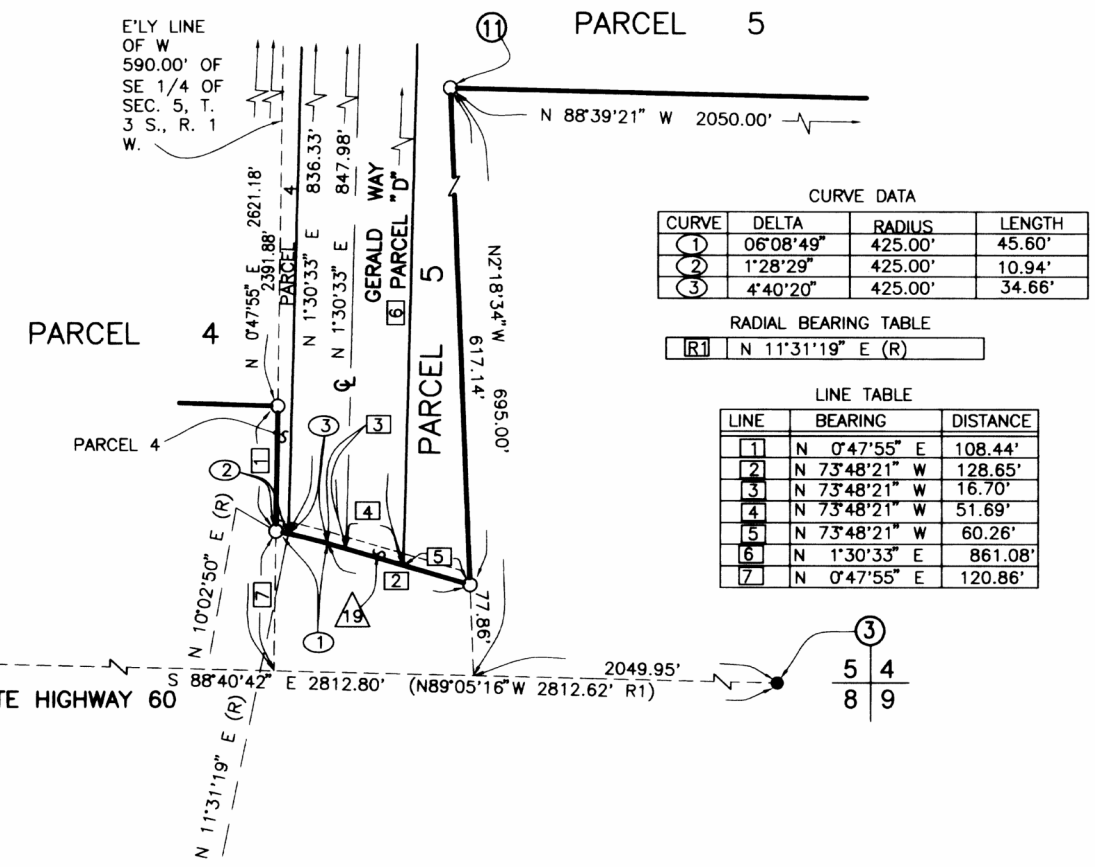 E'LY LINE
OF W
590.00' OF
SE 1/4 OF
SEC. 5, T.
3 S., R. 1
W.
11
PARCEL 5
N 88°39'21" W 2050.00'
N 0°47'55" E 2621.18'
2391.88'
PARCEL 4
N 1°30'33" E 836.33'
N 1°30'33" E 847.98'
GERALD WAY
6 PARCEL "D"
PARCEL 5
N2°18'34"W 695.00'
617.14'
PARCEL 4
PARCEL 4
CURVE DATA
CURVE DELTA RADIUS LENGTH
1 06°08'49" 425.00' 45.60'
2 1°28'29" 425.00' 10.94'
3 4°40'20" 425.00' 34.66'
RADIAL BEARING TABLE
R1 N 11°31'19" E (R)
LINE TABLE
LINE BEARING DISTANCE
1 N 0°47'55" E 108.44'
2 N 73°48'21" W 128.65'
3 N 73°48'21" W 16.70'
4 N 73°48'21" W 51.69'
5 N 73°48'21" W 60.26'
6 N 1°30'33" E 861.08'
7 N 0°47'55" E 120.86'
3
3
1
2
4
5
2
19
7
1
77.86'
N 10°02'50" E (R)
3
5 4
8 9
2049.95'
S 88°40'42" E 2812.80' (N89°05'16"W 2812.62' R1)
TE HIGHWAY 60
N 11°31'19" E (R)